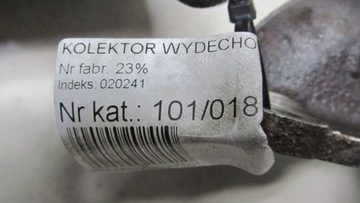 KOLEKTOR WYDECHO
Nr fabr. 23%
Indeks: 020241
Nr kat.: 101/018